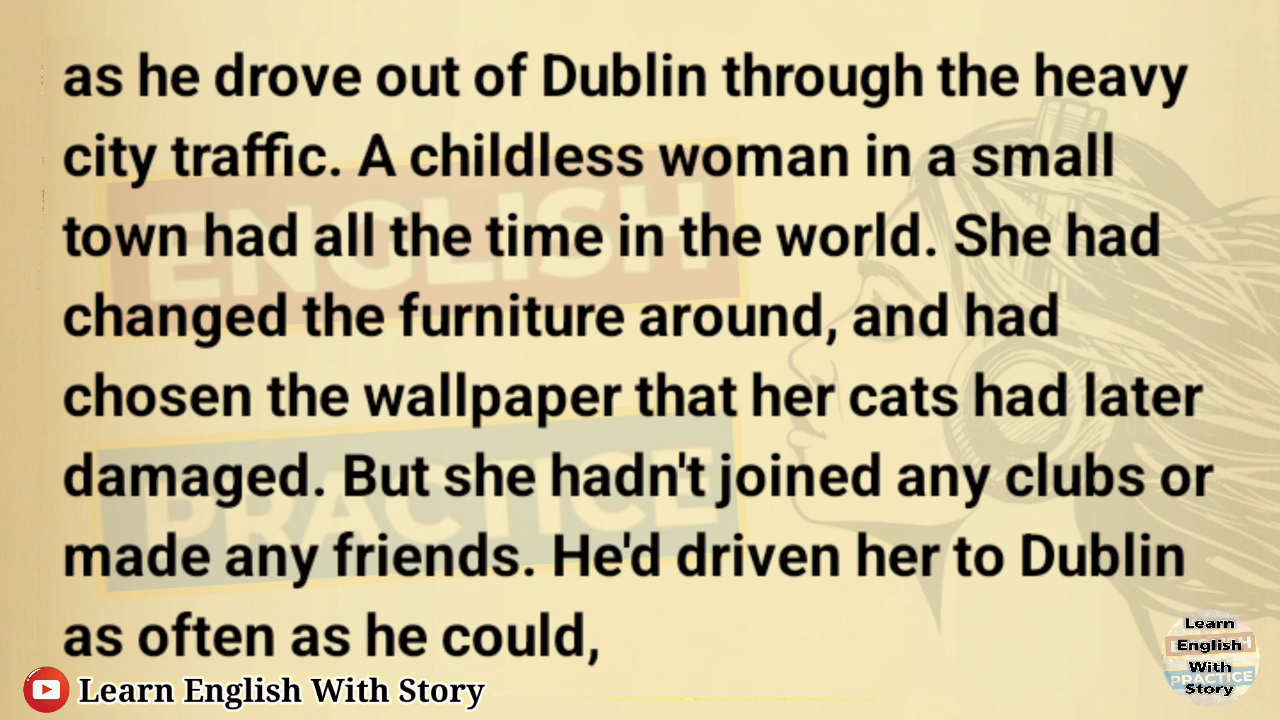 as he drove out of Dublin through the heavy
city traffic. A childless woman in a small
town had all the time in the world. She had
changed the furniture around, and had
chosen the wallpaper that her cats had later
damaged. But she hadn't joined any clubs or
made any friends. He'd driven her to Dublin
as often as he could,
ENGLISH
PRACTICE
Learn English With Story
Learn
English
With
PRACTICE
Story